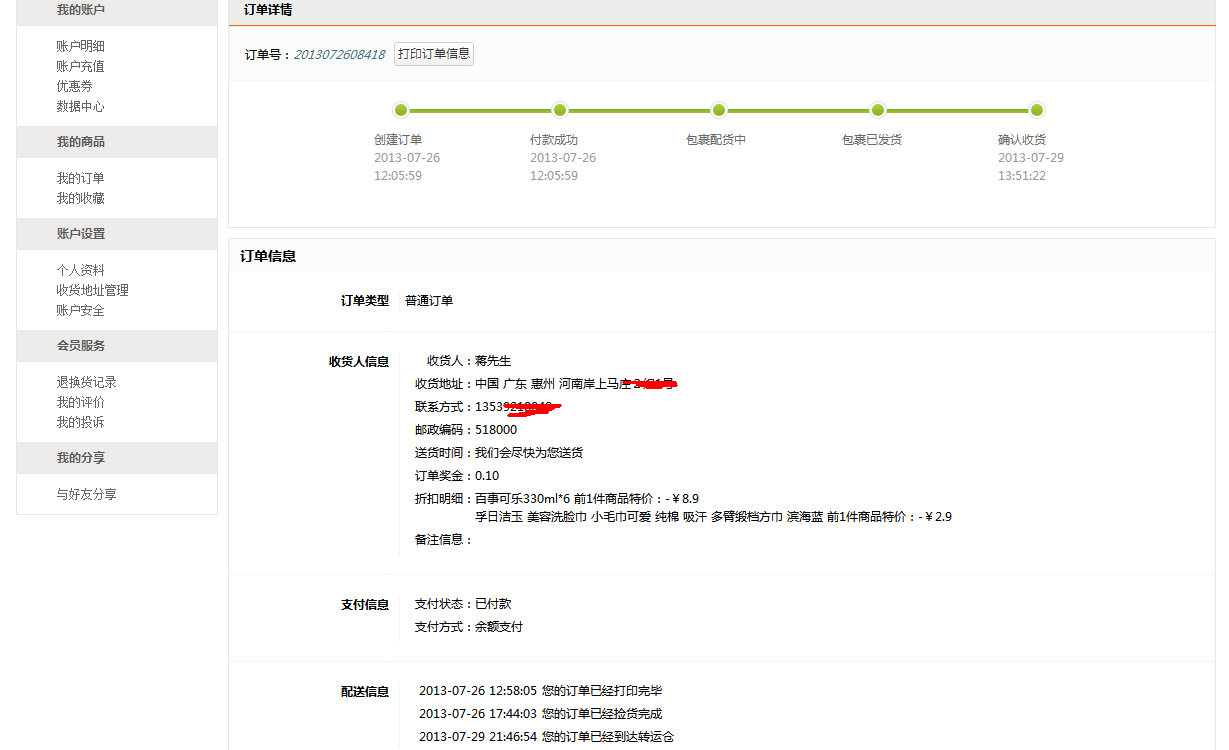 我的账户
账户明细
账户充值
优惠券
数据中心
我的商品
我的订单
我的收藏
账户设置
个人资料
收货地址管理
账户安全
会员服务
退换货记录
我的评价
我的投诉
我的分享
与好友分享
订单详情
订单号：2013072608418 打印订单信息
创建订单 付款成功 包裹配货中 包裹已发货 确认收货
2013-07-26 2013-07-26 2013-07-29
12:05:59 12:05:59 13:51:22
订单信息
订单类型 普通订单
收货人信息 收货人：蒋先生
收货地址：中国 广东 惠州 河南岸上马庄
联系方式：13539
邮政编码：518000
送货时间：我们会尽快为您送货
订单奖金：0.10
折扣明细：百事可乐330ml*6 前1件商品特价：-￥8.9
孚日洁玉 美容洗脸巾 小毛巾可爱 纯棉 吸汗 多臂缎档方巾 滨海蓝 前1件商品特价：-￥2.9
备注信息：
支付信息 支付状态：已付款
支付方式：余额支付
配送信息 2013-07-26 12:58:05 您的订单已经打印完毕
2013-07-26 17:44:03 您的订单已经捡货完成
2013-07-29 21:46:54 您的订单已经到达转运仓